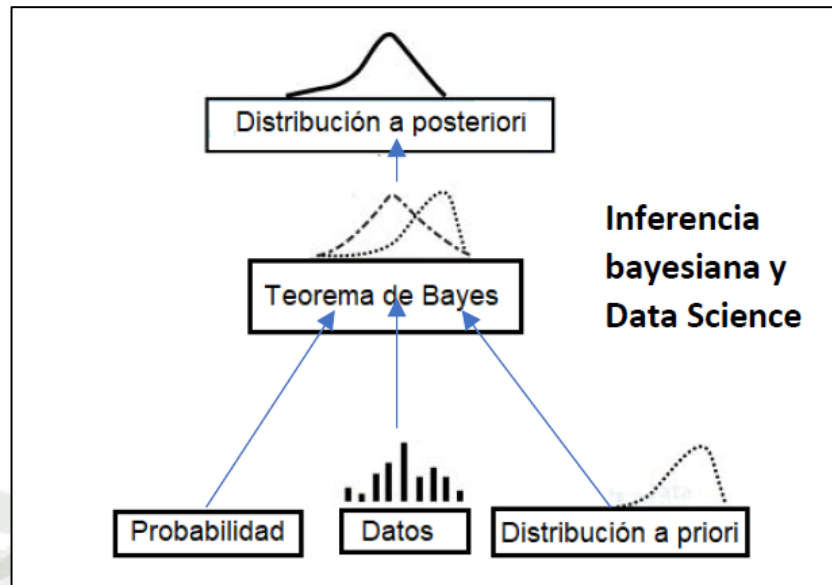 Distribución a posteriori
Inferencia
bayesiana y
Data Science
Teorema de Bayes
Probabilidad
Datos
Distribución a priori